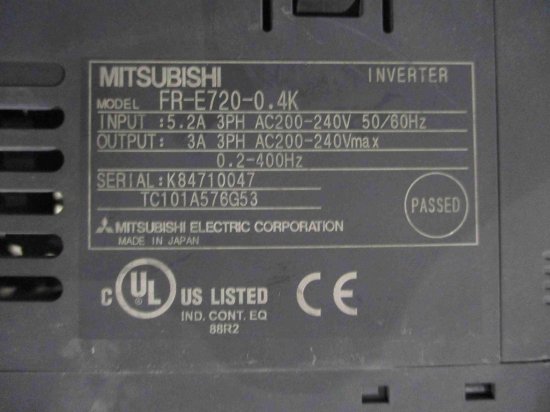 MITSUBISHI INVERTER
MODEL FR-E720-0.4K
INPUT :5.2A 3PH AC200-240V 50/60Hz
OUTPUT: 3A 3PH AC200-240Vmax
0.2-400Hz
SERIAL:K84710047
TC101A576G53
PASSED
MITSUBISHI ELECTRIC CORPORATION
MADE IN JAPAN
C UL US LISTED CE
IND. CONT. EQ
88R2